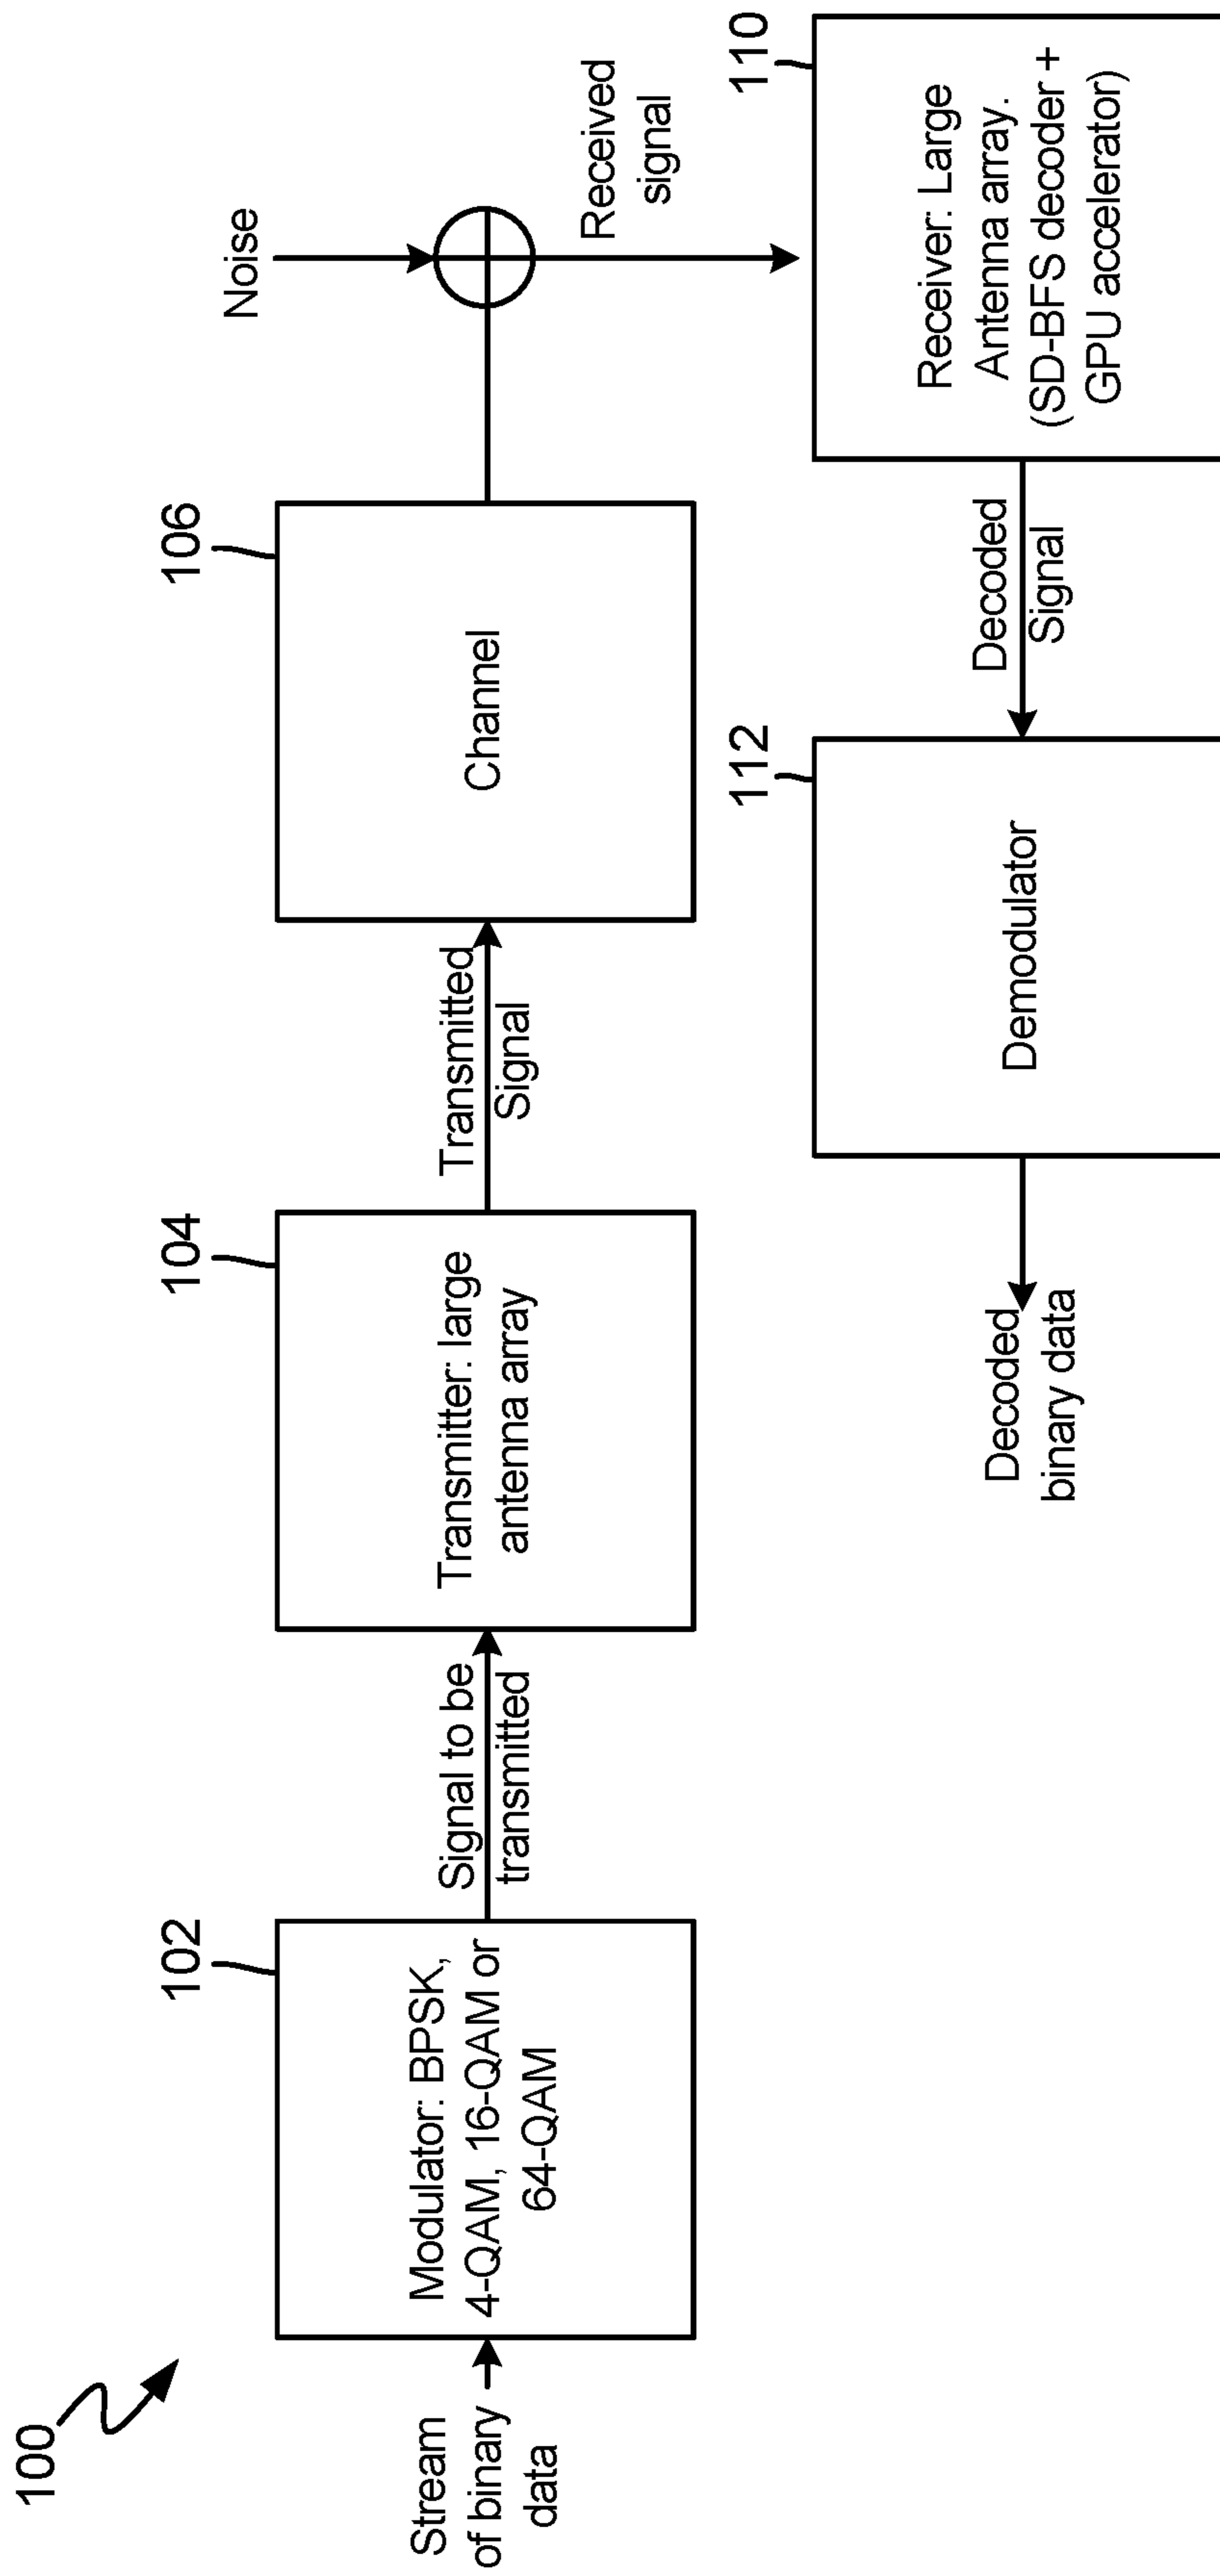 100
Stream
of binary
data
102
Modulator: BPSK,
4-QAM, 16-QAM or
64-QAM
Signal to be
transmitted
104
Transmitter: large
antenna array
Transmitted
Signal
106
Channel
Noise
Received
signal
110
Receiver: Large
Antenna array.
(SD-BFS decoder +
GPU accelerator)
Decoded
Signal
112
Demodulator
Decoded
binary data